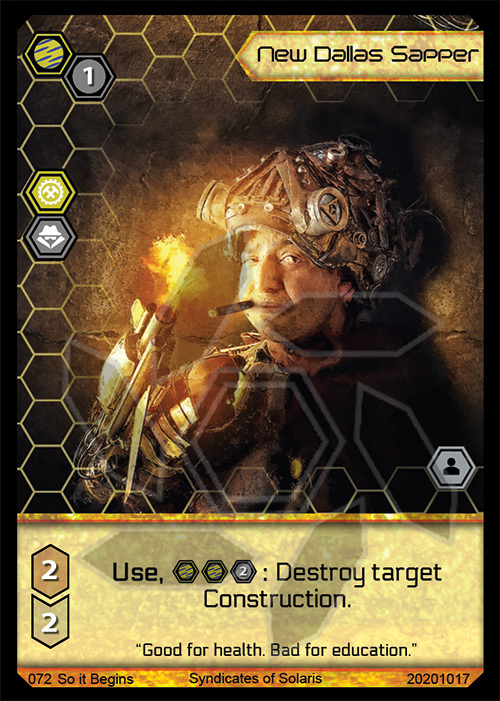 New Dallas Sapper
1
2
Use, 2 : Destroy target
Construction.
2
"Good for health. Bad for education."
072 So it Begins Syndicates of Solaris 20201017